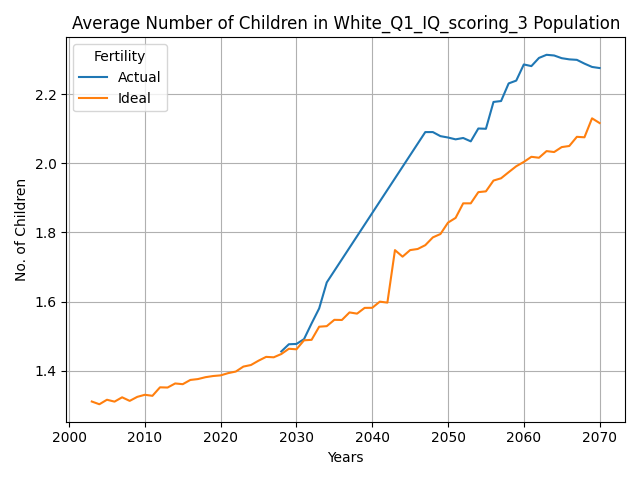 Average Number of Children in White_Q1_IQ_scoring_3 Population
Fertility
Actual
Ideal
No. of Children
2.2
2.0
1.8
1.6
1.4
2000 2010 2020 2030 2040 2050 2060 2070
Years